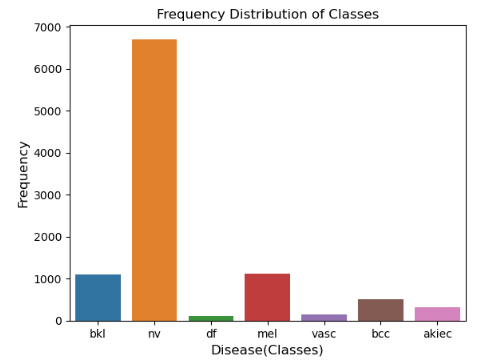 Frequency Distribution of Classes
7000
6000
5000
4000
3000
2000
1000
0
Frequency
bkl nv df mel vasc bcc akiec
Disease(Classes)